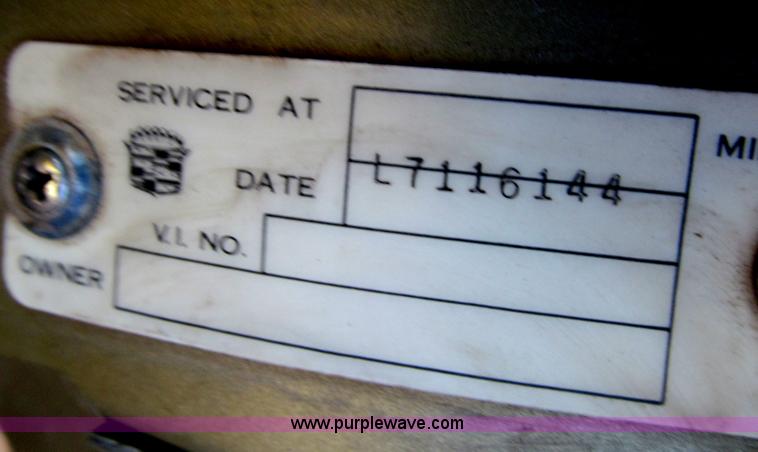 SERVICED AT
MI
DATE L7116144
V.I. NO.
OWNER
www.purplewave.com